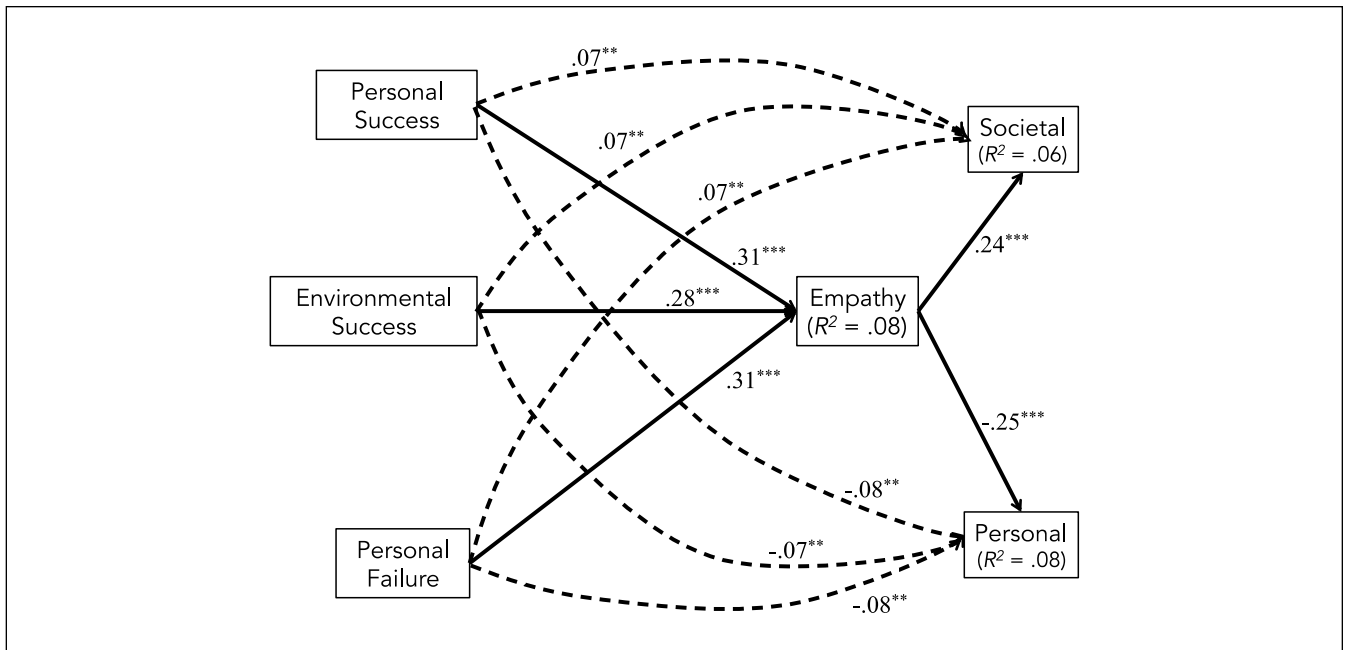 .07**
Personal
Success
Societal
(R² = .06)
.07**
.07**
.31***
.24***
Environmental
Success
.28***
Empathy
(R² = .08)
.31***
-.25***
-.08**
Personal
Failure
-.07**
Personal
(R² = .08)
-.08**